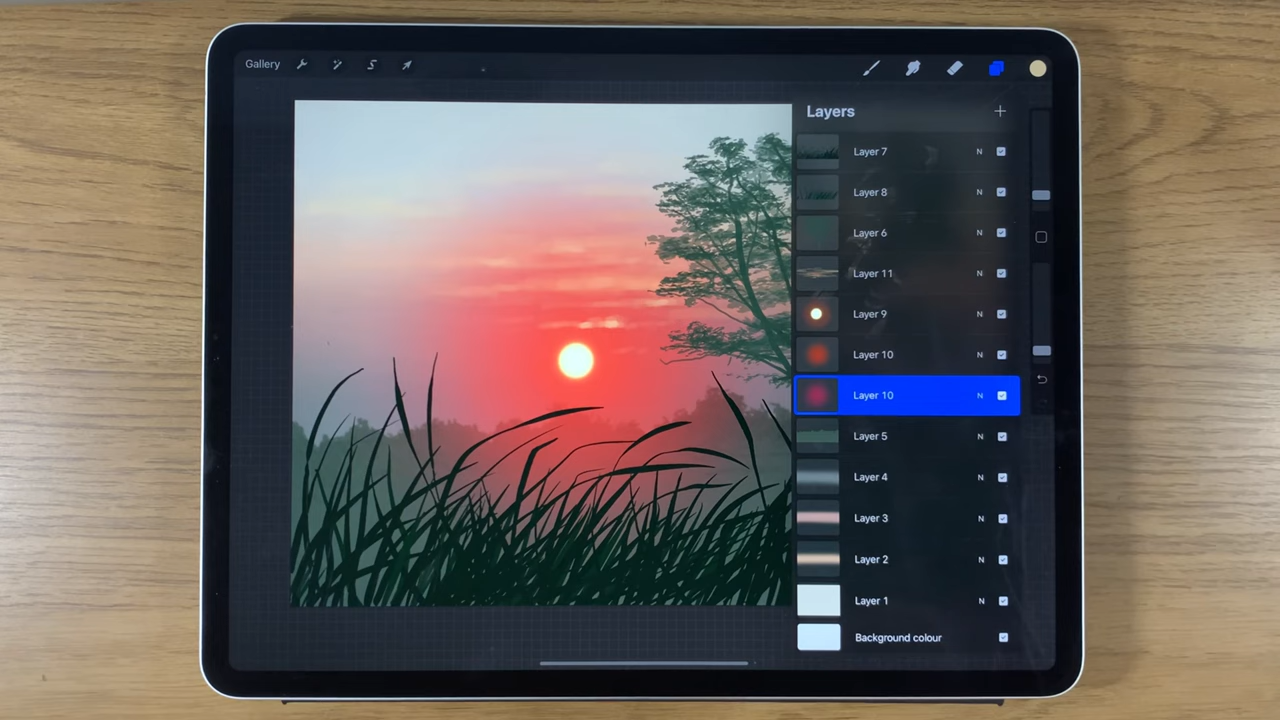 Gallery
Layers
Layer 7 N
Layer 8 N
Layer 6 N
Layer 11 N
Layer 9 N
Layer 10 N
Layer 10 N
Layer 5 N
Layer 4 N
Layer 3 N
Layer 2 N
Layer 1 N
Background colour